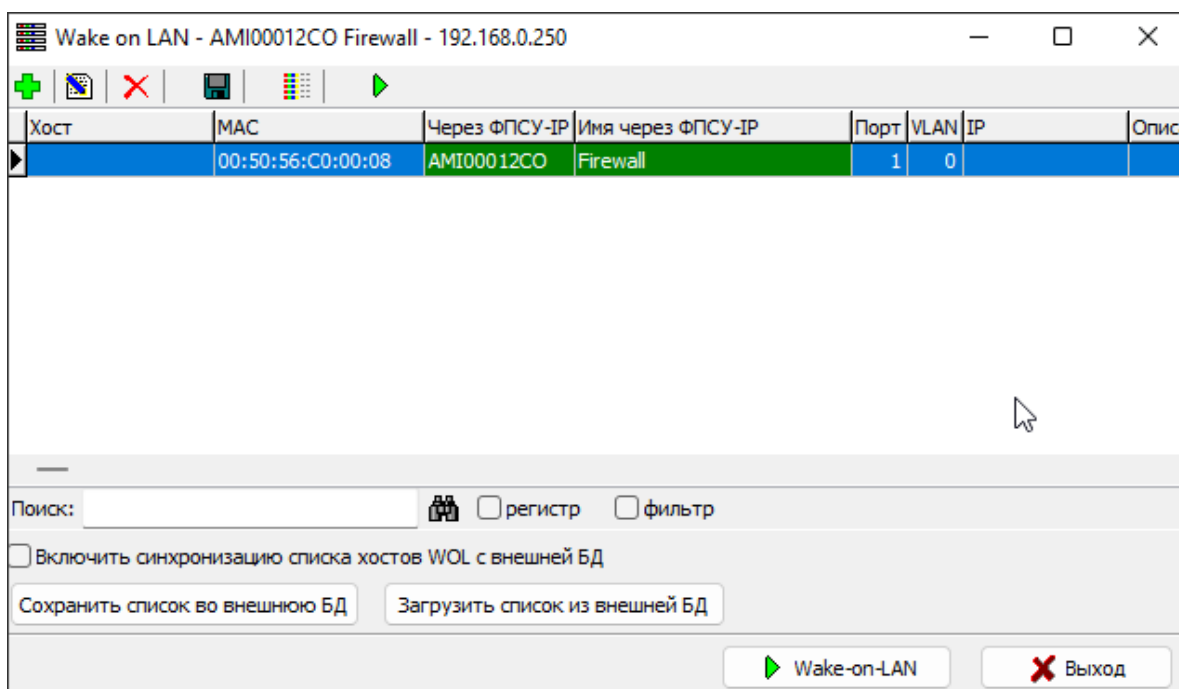 Wake on LAN - AMI00012CO Firewall - 192.168.0.250
Хост MAC Через ФПСУ-IP Имя через ФПСУ-IP Порт VLAN IP Опис
00:50:56:C0:00:08 AMI00012CO Firewall 1 0
Поиск: регистр фильтр
Включить синхронизацию списка хостов WOL с внешней БД
Сохранить список во внешнюю БД Загрузить список из внешней БД
Wake-on-LAN Выход